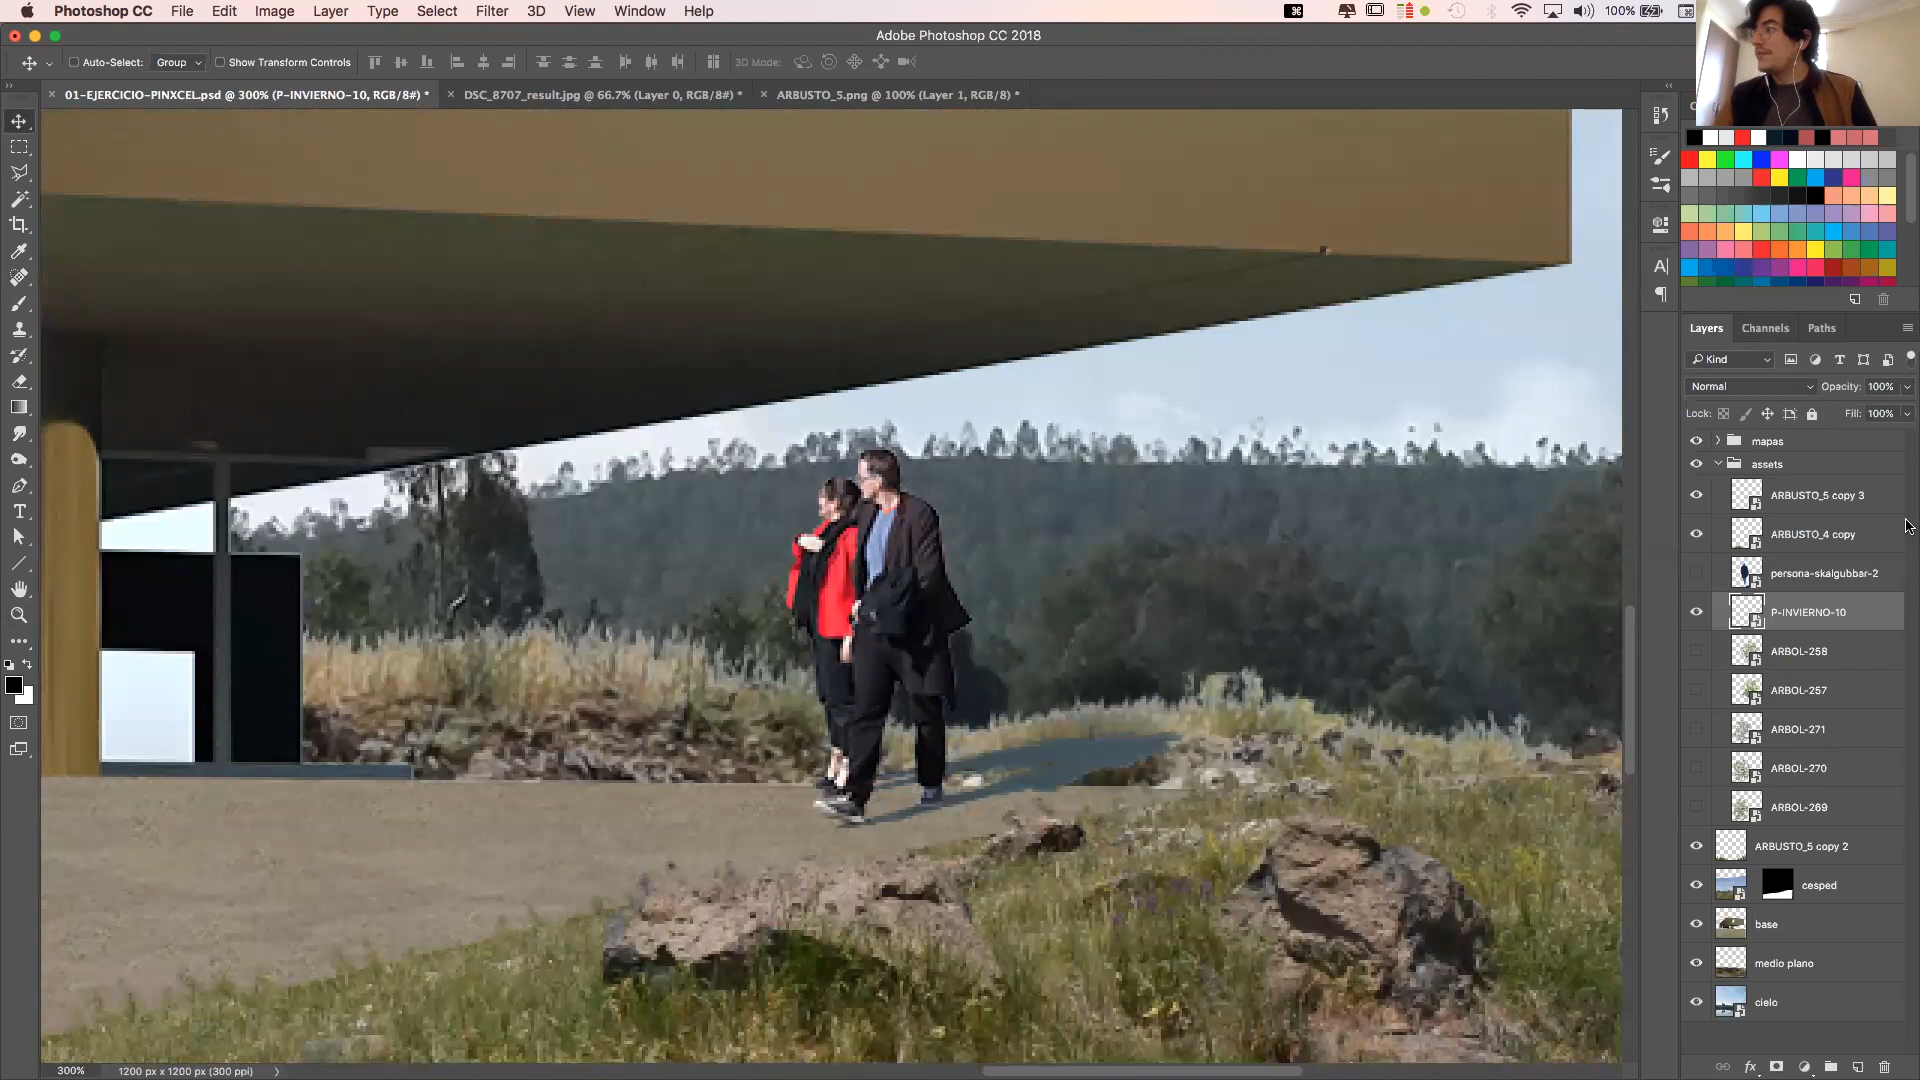 Photoshop CC File Edit Image Layer Type Select Filter 3D View Window Help 100%
Adobe Photoshop CC 2018
Auto-Select: Group Show Transform Controls 3D Mode:
01-EJERCICIO-PINXCEL.psd @ 300% (P-INVIERNO-10, RGB/8#) * DSC_8707_result.jpg @ 66.7% (Layer 0, RGB/8#) * ARBUSTO_5.png @ 100% (Layer 1, RGB/8) *
Layers Channels Paths
Kind
Normal Opacity: 100%
Lock: Fill: 100%
mapas
assets
ARBUSTO_5 copy 3
ARBUSTO_4 copy
persona-skalgubbar-2
P-INVIERNO-10
ARBOL-258
ARBOL-257
ARBOL-271
ARBOL-270
ARBOL-269
ARBUSTO_5 copy 2
cesped
base
medio plano
cielo
300% 1200 px x 1200 px (300 ppi)